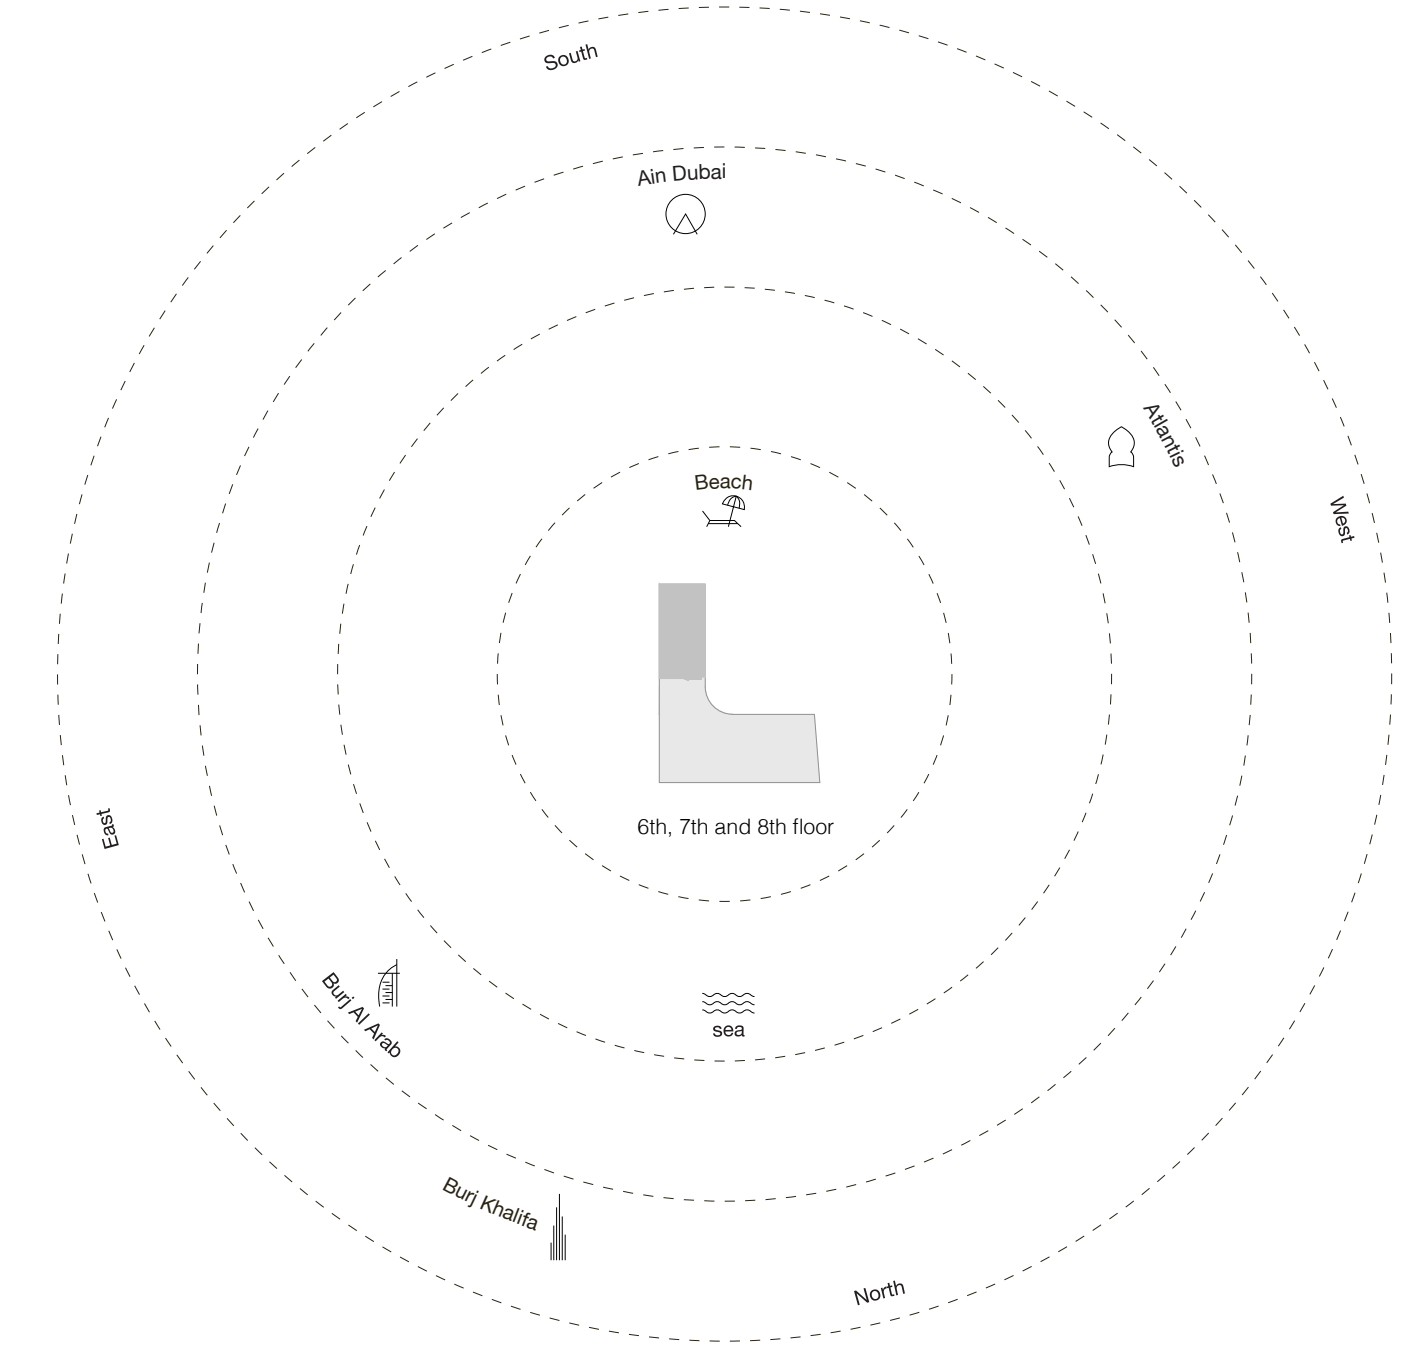 South
Ain Dubai
Atlantis
Beach
West
6th, 7th and 8th floor
East
Burj Al Arab
sea
Burj Khalifa
North